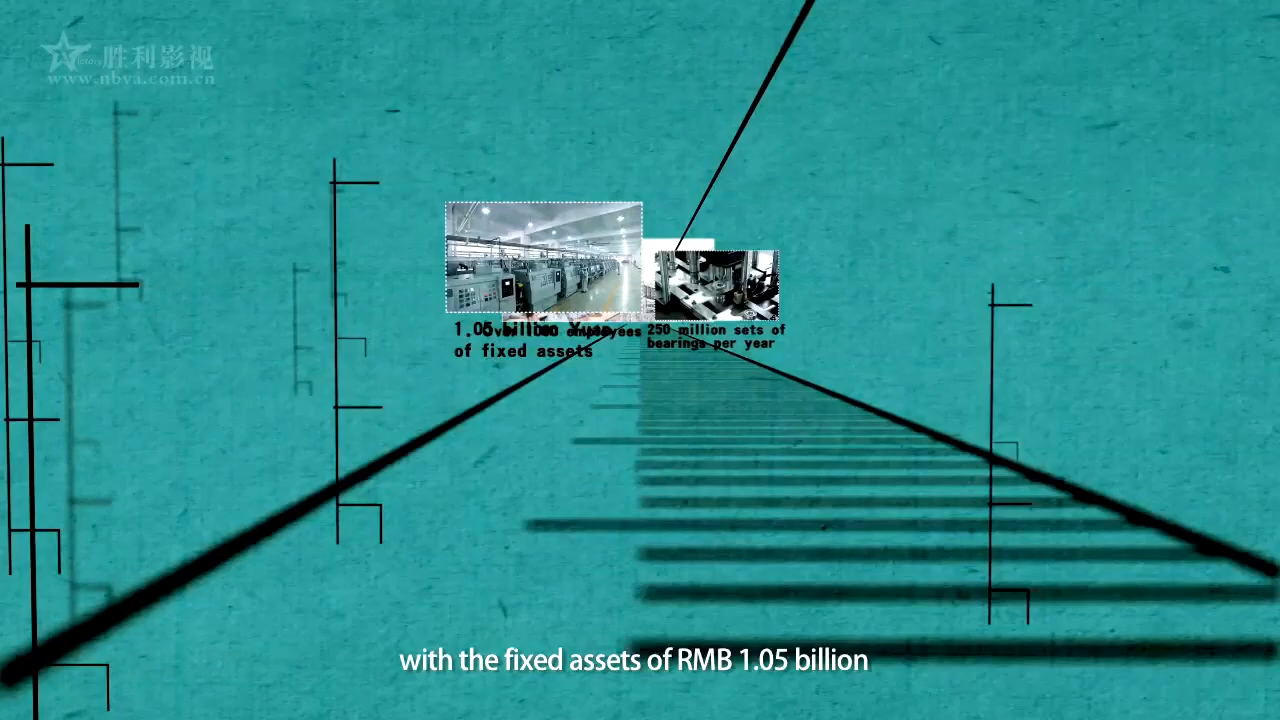 胜利影视
www.nbva.com.cn
1.05 billion Yuan
of fixed assets
employees
250 million sets of
bearings per year
with the fixed assets of RMB 1.05 billion